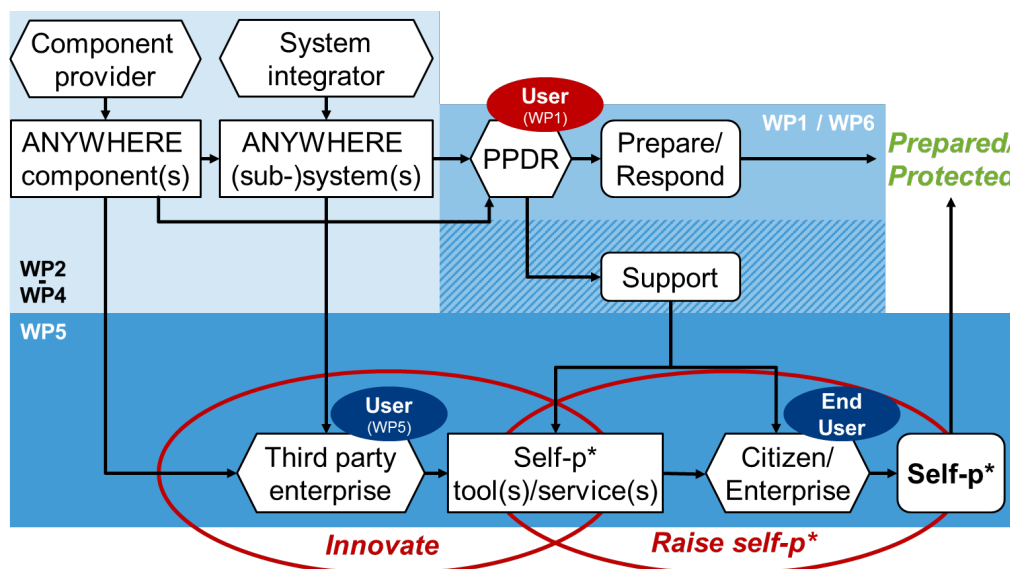 Component
provider
System
integrator
User
(WP1)
WP1 / WP6
ANYWHERE
component(s)
ANYWHERE
(sub-)system(s)
PPDR
Prepare/
Respond
Prepared/
Protected
WP2
-
WP4
Support
WP5
User
(WP5)
End
User
Third party
enterprise
Self-p*
tool(s)/service(s)
Citizen/
Enterprise
Self-p*
Innovate
Raise self-p*